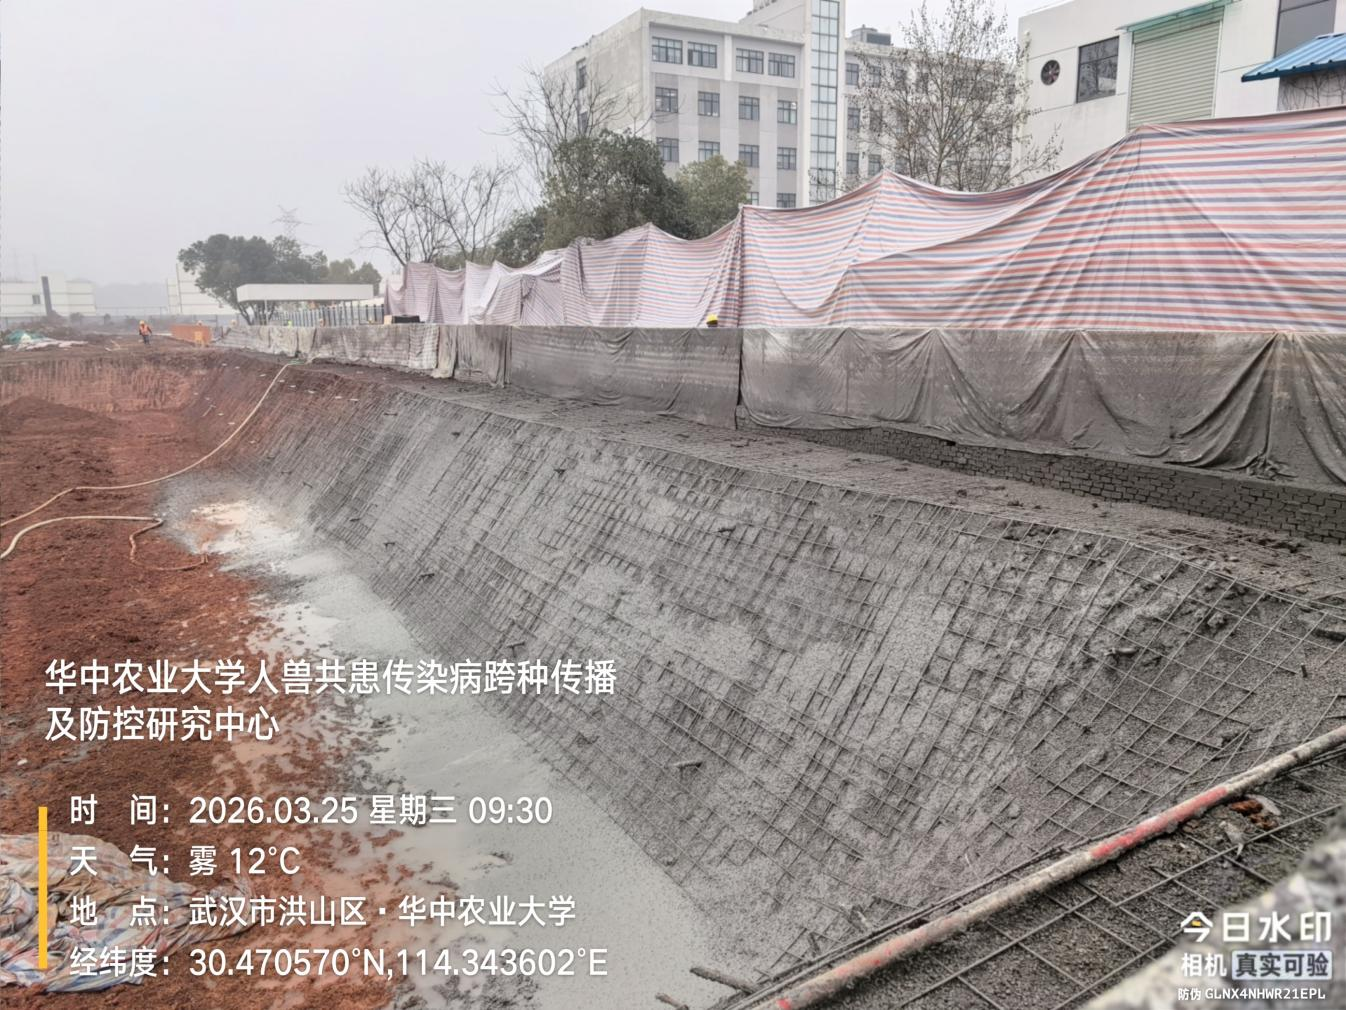 华中农业大学人兽共患传染病跨种传播
及防控研究中心
时 间：2026.03.25 星期三 09:30
天 气：雾 12°C
地 点：武汉市洪山区·华中农业大学
经纬度：30.470570°N,114.343602°E
今日水印
相机 真实可验
防伪 GLNX4NHWR21EPL